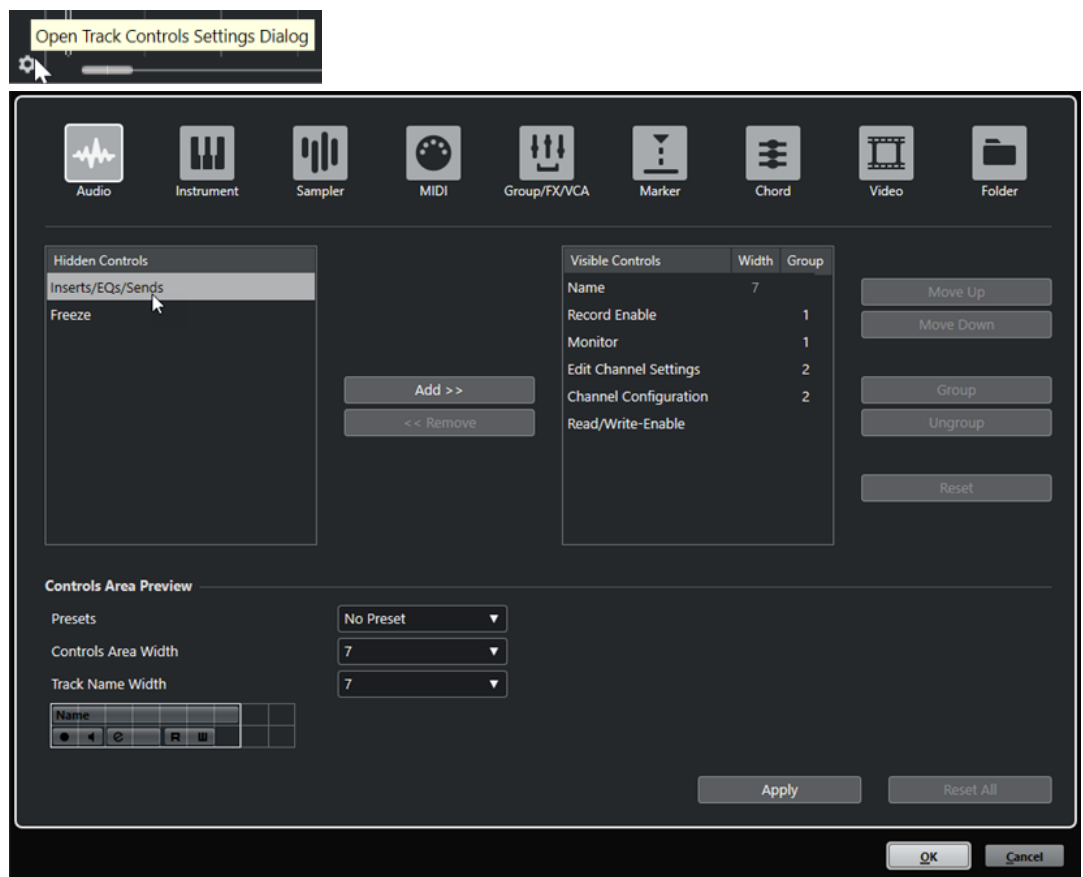 Open Track Controls Settings Dialog
Audio Instrument Sampler MIDI Group/FX/VCA Marker Chord Video Folder
Hidden Controls
Inserts/EQs/Sends
Freeze
Add >>
<< Remove
Visible Controls Width Group
Name 7
Record Enable 1
Monitor 1
Edit Channel Settings 2
Channel Configuration 2
Read/Write-Enable
Move Up
Move Down
Group
Ungroup
Reset
Controls Area Preview
Presets No Preset
Controls Area Width 7
Track Name Width 7
Name
e R W
Apply Reset All
OK Cancel